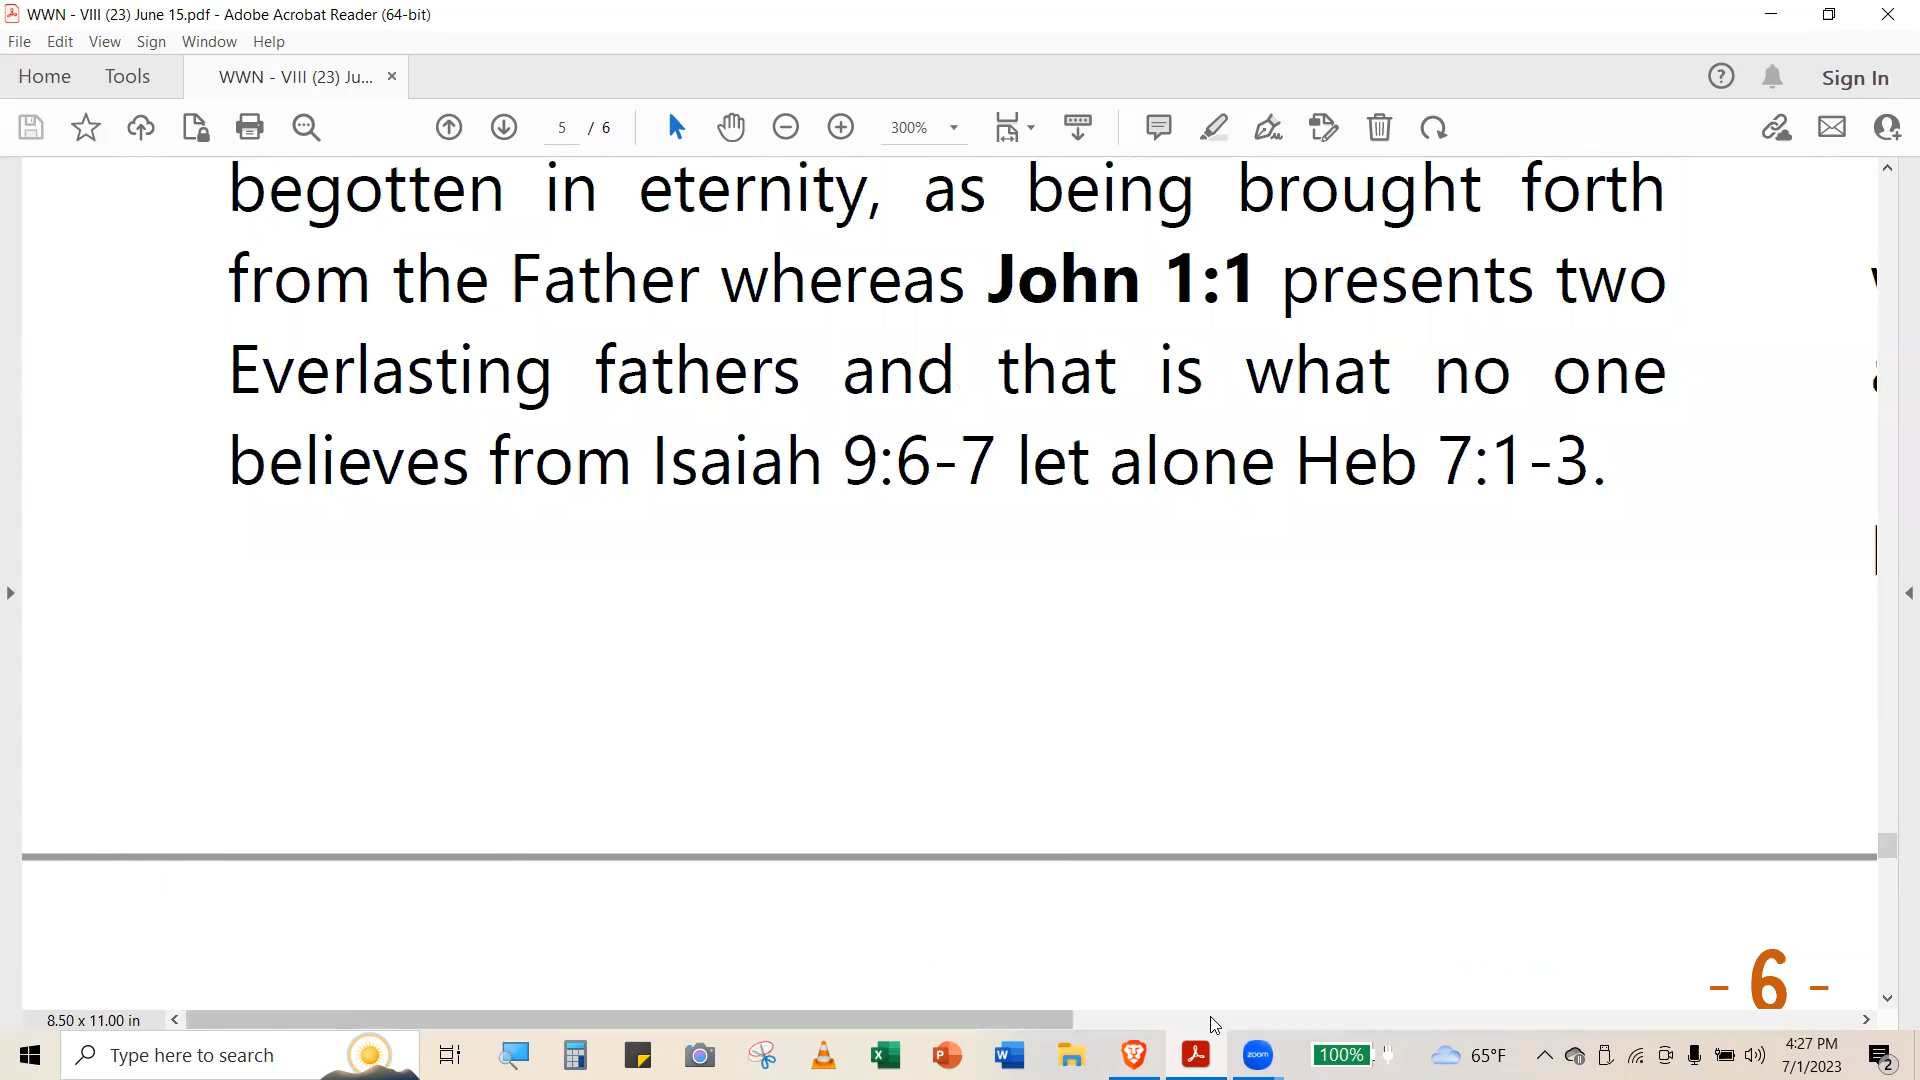 WWN - VIII (23) June 15.pdf - Adobe Acrobat Reader (64-bit)
File Edit View Sign Window Help
Home Tools WWN - VIII (23) Ju... × Sign In
5 / 6 300%
begotten in eternity, as being brought forth
from the Father whereas John 1:1 presents two
Everlasting fathers and that is what no one
believes from Isaiah 9:6-7 let alone Heb 7:1-3.
- 6 -
8.50 x 11.00 in
Type here to search 100% 65°F 4:27 PM
7/1/2023
2
zoom